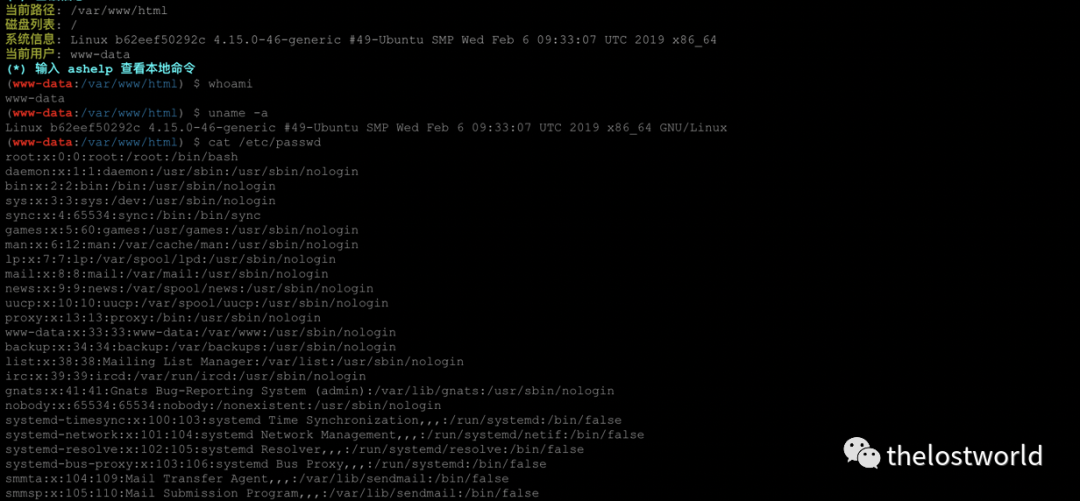 当前路径: /var/www/html
磁盘列表: /
系统信息: Linux b62eef50292c 4.15.0-46-generic #49-Ubuntu SMP Wed Feb 6 09:33:07 UTC 2019 x86_64
当前用户: www-data
(*) 输入 ashelp 查看本地命令
(www-data:/var/www/html) $ whoami
www-data
(www-data:/var/www/html) $ uname -a
Linux b62eef50292c 4.15.0-46-generic #49-Ubuntu SMP Wed Feb 6 09:33:07 UTC 2019 x86_64 GNU/Linux
(www-data:/var/www/html) $ cat /etc/passwd
root:x:0:0:root:/root:/bin/bash
daemon:x:1:1:daemon:/usr/sbin:/usr/sbin/nologin
bin:x:2:2:bin:/bin:/usr/sbin/nologin
sys:x:3:3:sys:/dev:/usr/sbin/nologin
sync:x:4:65534:sync:/bin:/bin/sync
games:x:5:60:games:/usr/games:/usr/sbin/nologin
man:x:6:12:man:/var/cache/man:/usr/sbin/nologin
lp:x:7:7:lp:/var/spool/lpd:/usr/sbin/nologin
mail:x:8:8:mail:/var/mail:/usr/sbin/nologin
news:x:9:9:news:/var/spool/news:/usr/sbin/nologin
uucp:x:10:10:uucp:/var/spool/uucp:/usr/sbin/nologin
proxy:x:13:13:proxy:/bin:/usr/sbin/nologin
www-data:x:33:33:www-data:/var/www:/usr/sbin/nologin
backup:x:34:34:backup:/var/backups:/usr/sbin/nologin
list:x:38:38:Mailing List Manager:/var/list:/usr/sbin/nologin
irc:x:39:39:ircd:/var/run/ircd:/usr/sbin/nologin
gnats:x:41:41:Gnats Bug-Reporting System (admin):/var/lib/gnats:/usr/sbin/nologin
nobody:x:65534:65534:nobody:/nonexistent:/usr/sbin/nologin
systemd-timesync:x:100:103:systemd Time Synchronization,,,:/run/systemd:/bin/false
systemd-network:x:101:104:systemd Network Management,,,:/run/systemd/netif:/bin/false
systemd-resolve:x:102:105:systemd Resolver,,,:/run/systemd/resolve:/bin/false
systemd-bus-proxy:x:103:106:systemd Bus Proxy,,,:/run/systemd:/bin/false
smmta:x:104:109:Mail Transfer Agent,,,:/var/lib/sendmail:/bin/false
smmsp:x:105:110:Mail Submission Program,,,:/var/lib/sendmail:/bin/false
thelostworld